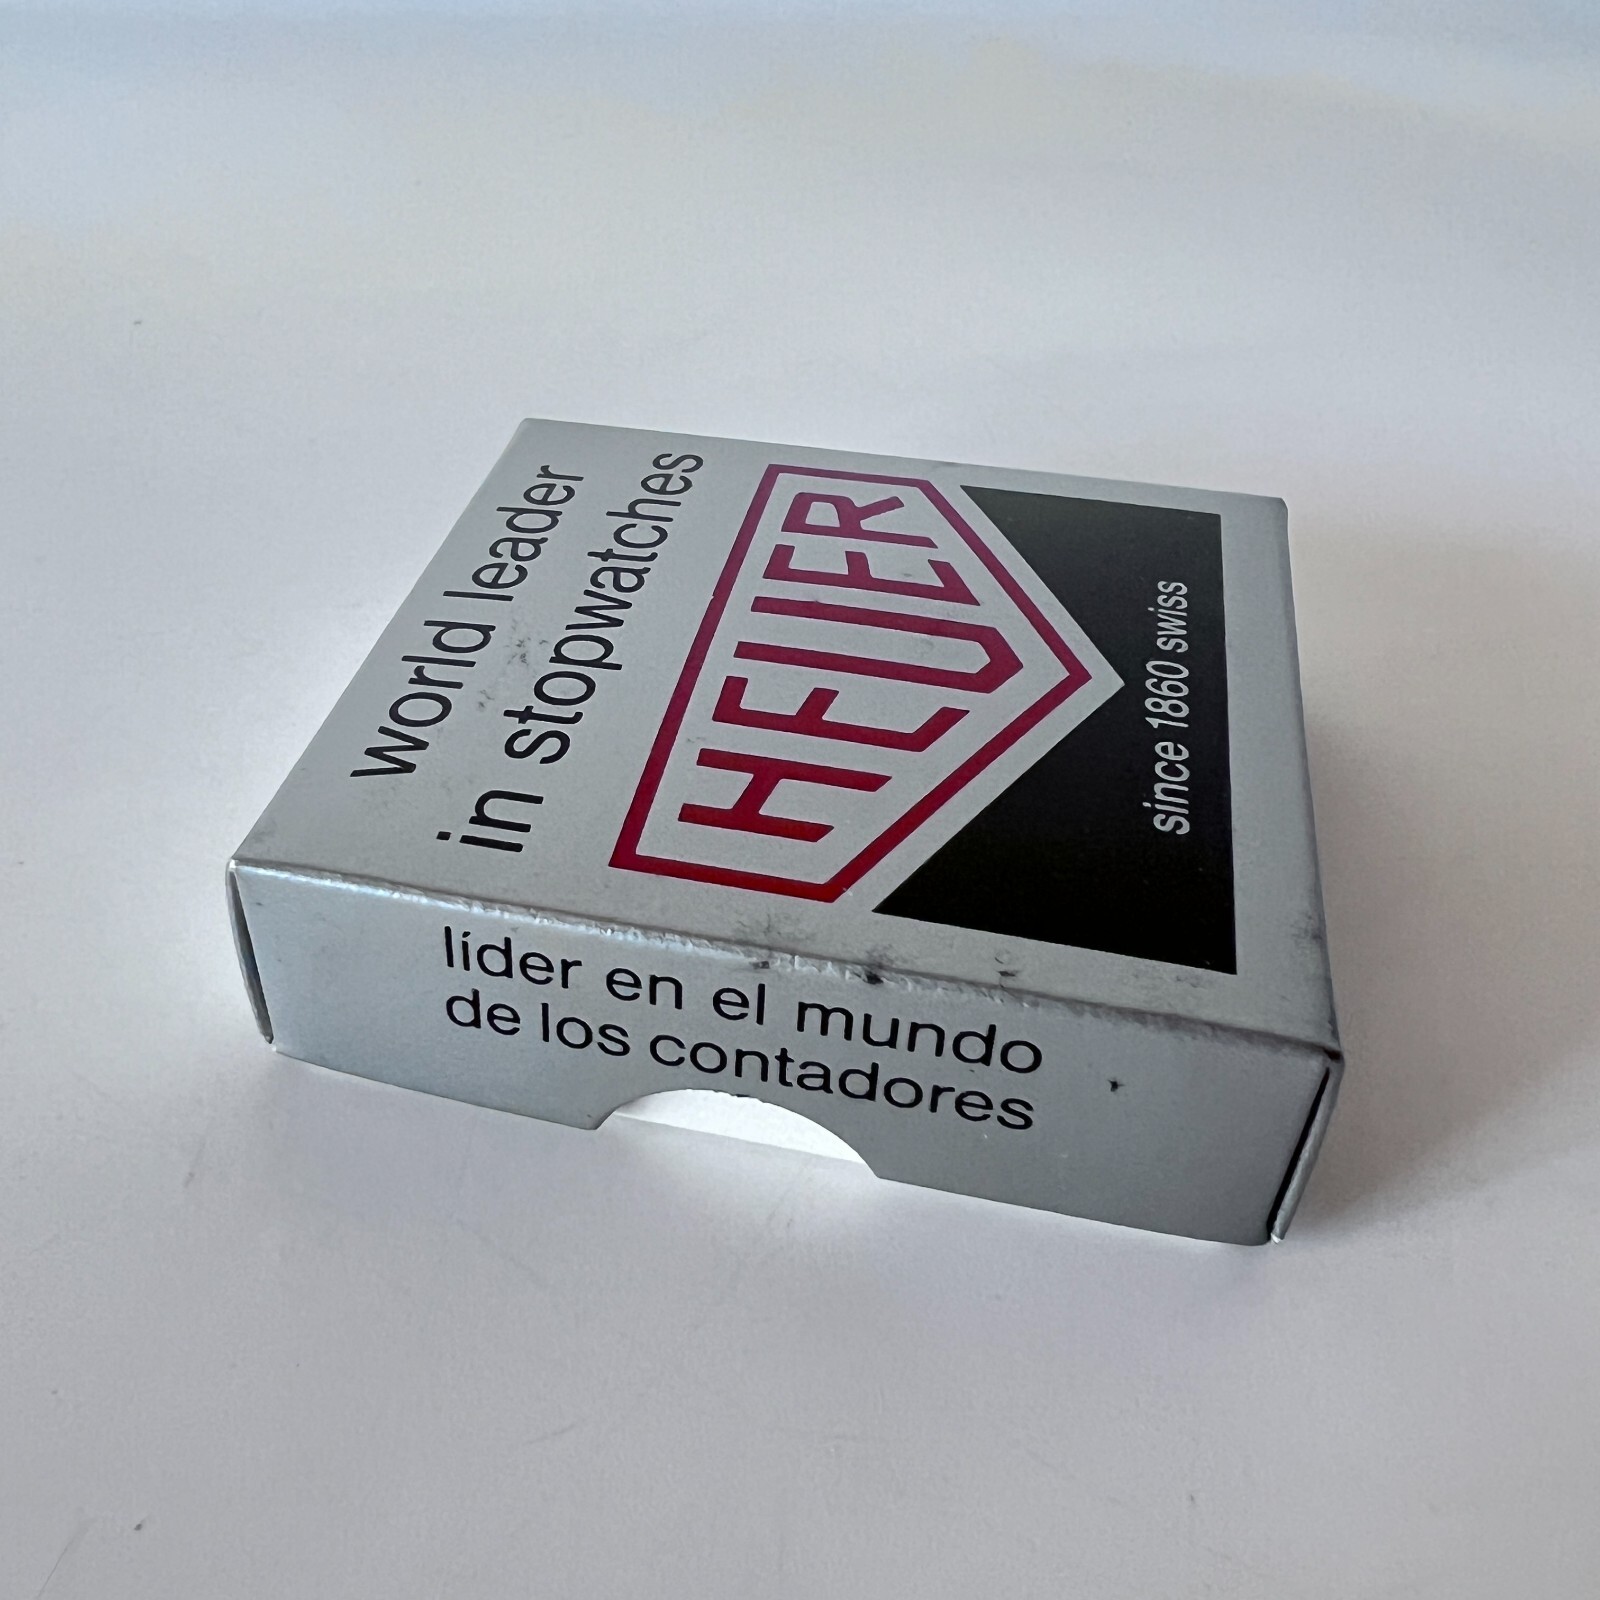 world leader
in stopwatches
HEUER
since 1860 swiss
líder en el mundo
de los contadores